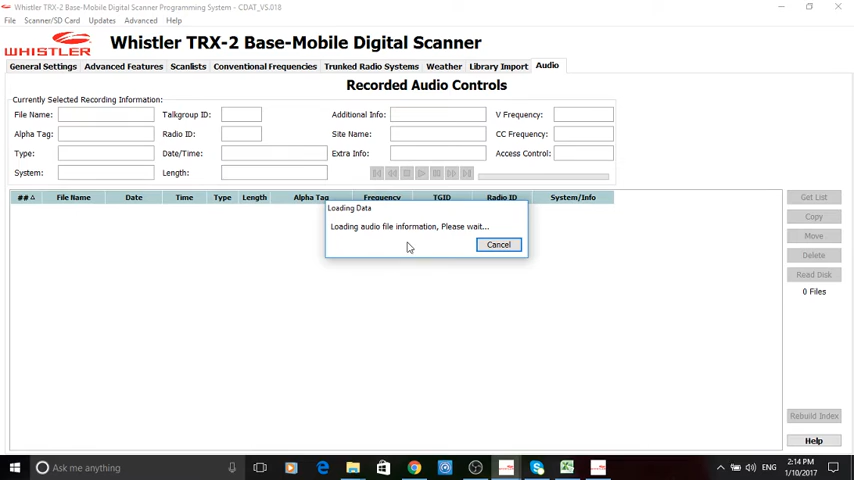 Whistler TRX-2 Base-Mobile Digital Scanner Programming System - CDAT_VS.018
File Scanner/SD Card Updates Advanced Help
WHISTLER Whistler TRX-2 Base-Mobile Digital Scanner
General Settings Advanced Features Scanlists Conventional Frequencies Trunked Radio Systems Weather Library Import Audio
Recorded Audio Controls
Currently Selected Recording Information:
File Name: Talkgroup ID: Additional Info: V Frequency:
Alpha Tag: Radio ID: Site Name: CC Frequency:
Type: Date/Time: Extra Info: Access Control:
System: Length:
## File Name Date Time Type Length Alpha Tag Frequency TGID Radio ID System/Info
Get List
Copy
Move
Delete
Read Disk
0 Files
Loading Data
Loading audio file information, Please wait...
Cancel
Rebuild Index
Help
Ask me anything
ENG
2:14 PM
1/10/2017